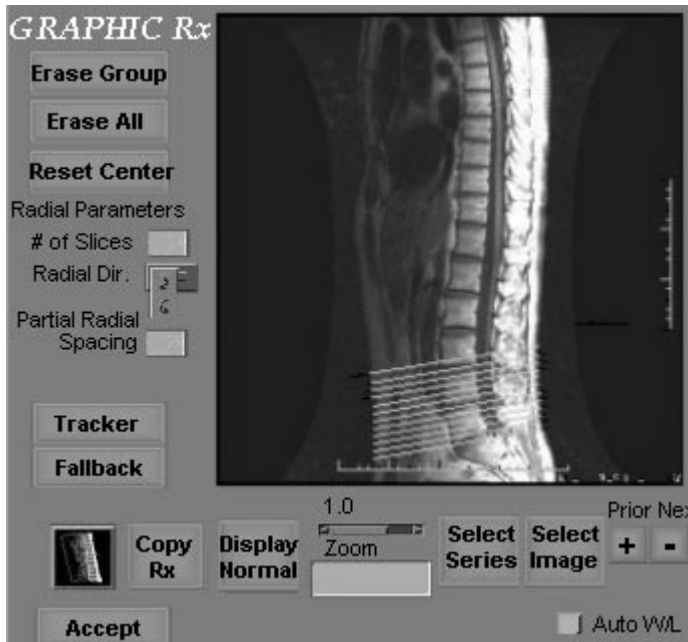 GRAPHIC Rx
Erase Group
Erase All
Reset Center
Radial Parameters
# of Slices
Radial Dir.
Partial Radial
Spacing
Tracker
Fallback
Copy
Rx
Display
Normal
1.0
Zoom
Select
Series
Select
Image
Prior Nex
+ -
Accept
Auto W/L